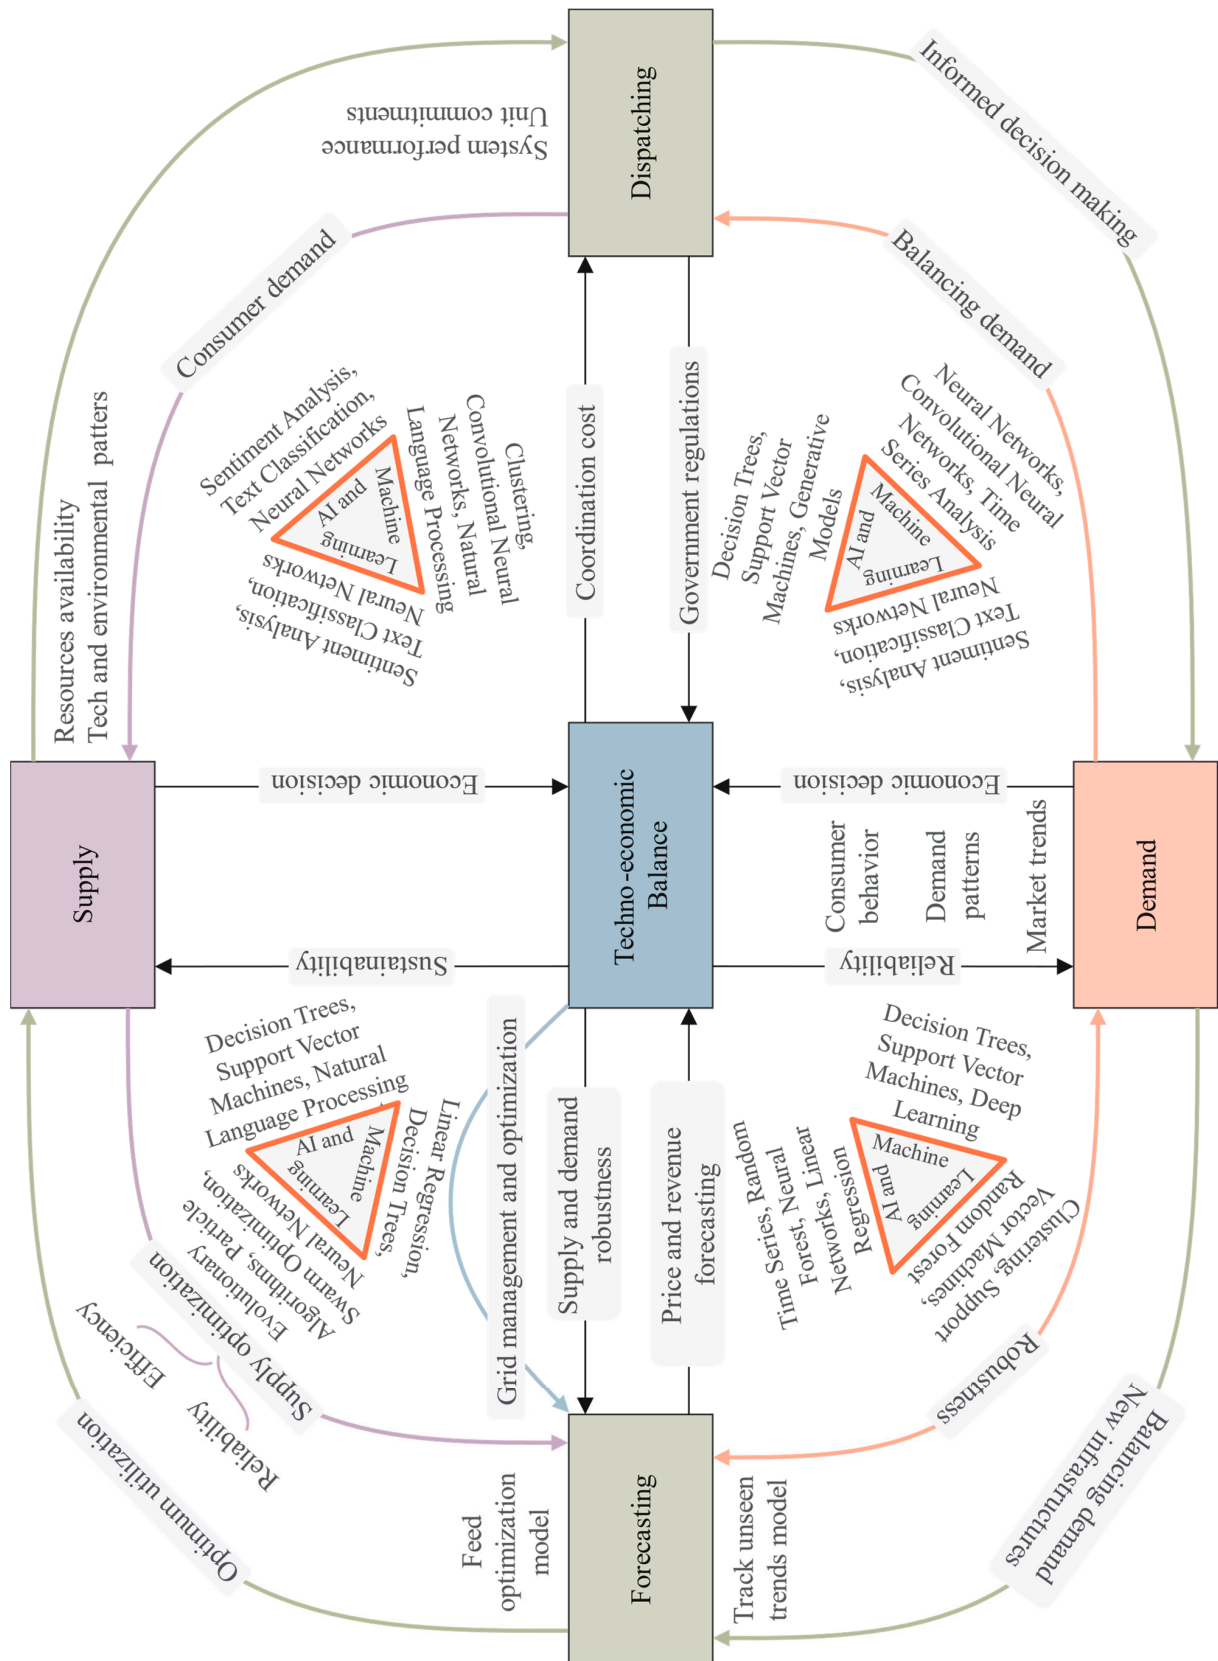 Supply
Resources availability
Tech and environmental patters
System performance
Unit commitments
Dispatching
Informed decision making
Consumer demand
Balancing demand
Sentiment Analysis,
Text Classification,
Neural Networks
AI and
Machine
Learning
Clustering,
Convolutional Neural
Networks, Natural
Language Processing
Sentiment Analysis,
Text Classification,
Neural Networks
Coordination cost
Government regulations
Decision Trees,
Support Vector
Machines, Generative
Models
AI and
Machine
Learning
Neural Networks,
Convolutional Neural
Networks, Time
Series Analysis
Sentiment Analysis,
Text Classification,
Neural Networks
Economic decision
Techno-economic
Balance
Economic decision
Consumer
behavior
Demand
patterns
Market trends
Demand
Sustainability
Reliability
Decision Trees,
Support Vector
Machines, Natural
Language Processing
AI and
Machine
Learning
Linear Regression,
Decision Trees,
Evolutionary
Algorithms, Particle
Swarm Optimization,
Neural Networks
Grid management and optimization
Supply and demand
robustness
Price and revenue
forecasting
Time Series, Random
Forest, Neural
Networks, Linear
Regression
AI and
Machine
Learning
Decision Trees,
Support Vector
Machines, Deep
Learning
Clustering, Support
Vector Machines,
Random Forest
Supply optimization
Efficiency
Reliability
Optimum utilization
Robustness
Balancing demand
New infrastructures
Feed
optimization
model
Forecasting
Track unseen
trends model